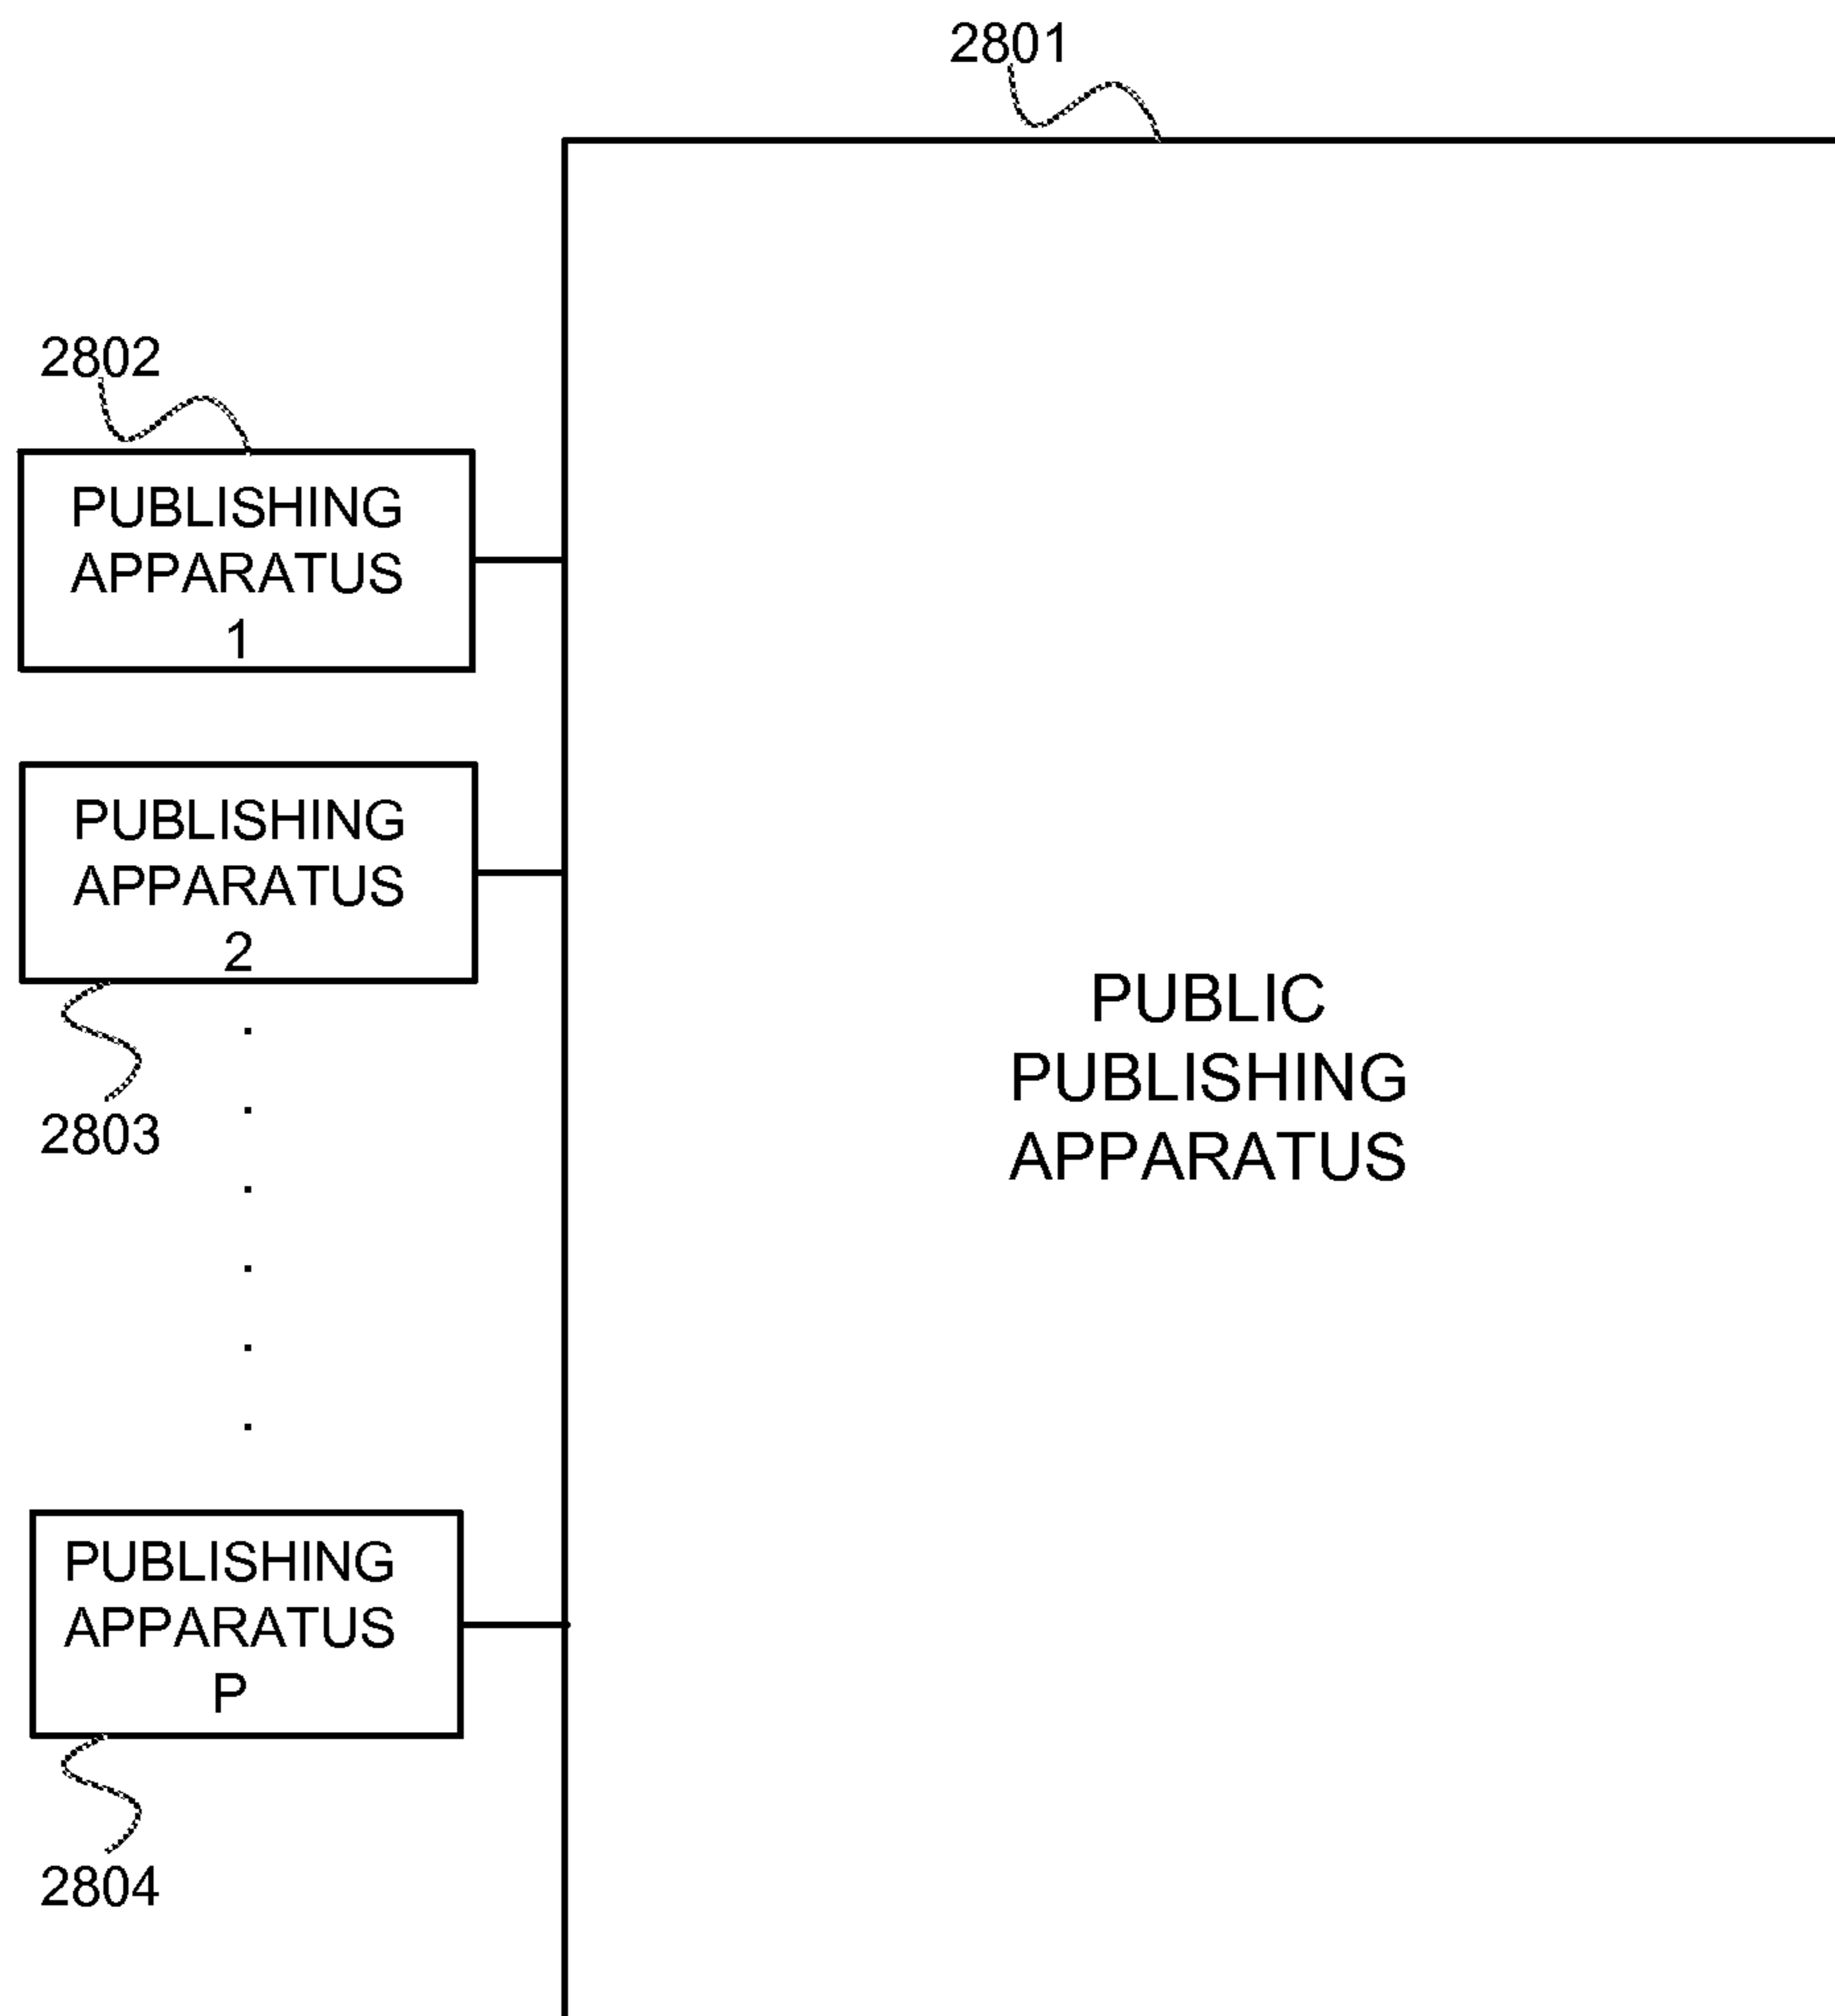 2801
2802
PUBLISHING
APPARATUS
1
PUBLISHING
APPARATUS
2
2803
PUBLIC
PUBLISHING
APPARATUS
PUBLISHING
APPARATUS
P
2804